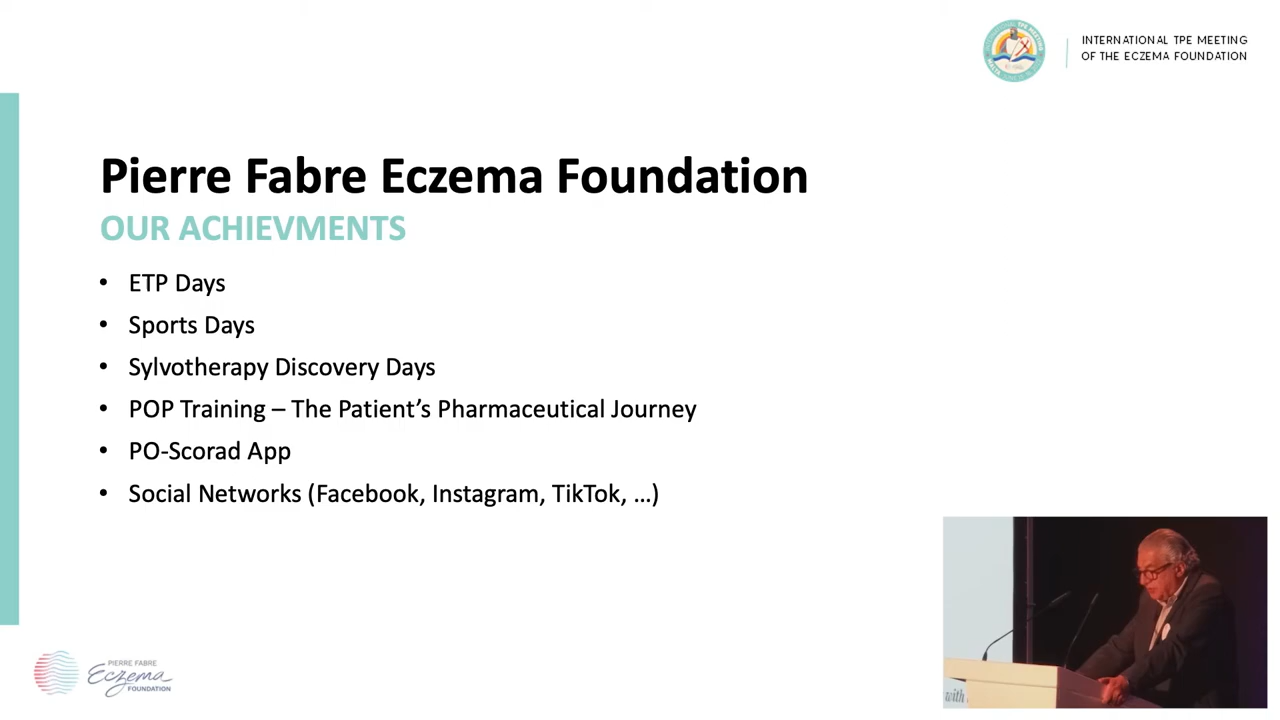 INTERNATIONAL TPE MEETING
OF THE ECZEMA FOUNDATION
Pierre Fabre Eczema Foundation
OUR ACHIEVMENTS
• ETP Days
• Sports Days
• Sylvotherapy Discovery Days
• POP Training – The Patient’s Pharmaceutical Journey
• PO-Scorad App
• Social Networks (Facebook, Instagram, TikTok, ...)
PIERRE FABRE
Eczema
FOUNDATION
with